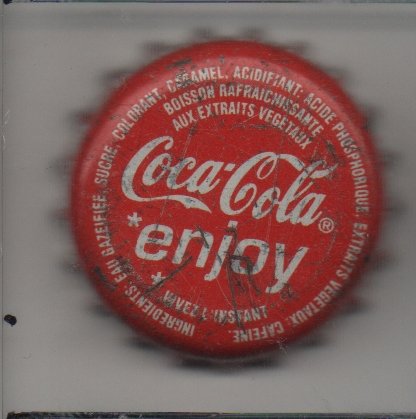 INGREDIENTS: EAU GAZEIFIEE, SUCRE, COLORANT, CARAMEL, ACIDIFIANT: ACIDE PHOSPHORIQUE, EXTRAITS VEGETAUX, CAFEINE.
BOISSON RAFRAICHISSANTE
AUX EXTRAITS VEGETAUX
Coca-Cola®
*enjoy
* VIVEZ L'INSTANT